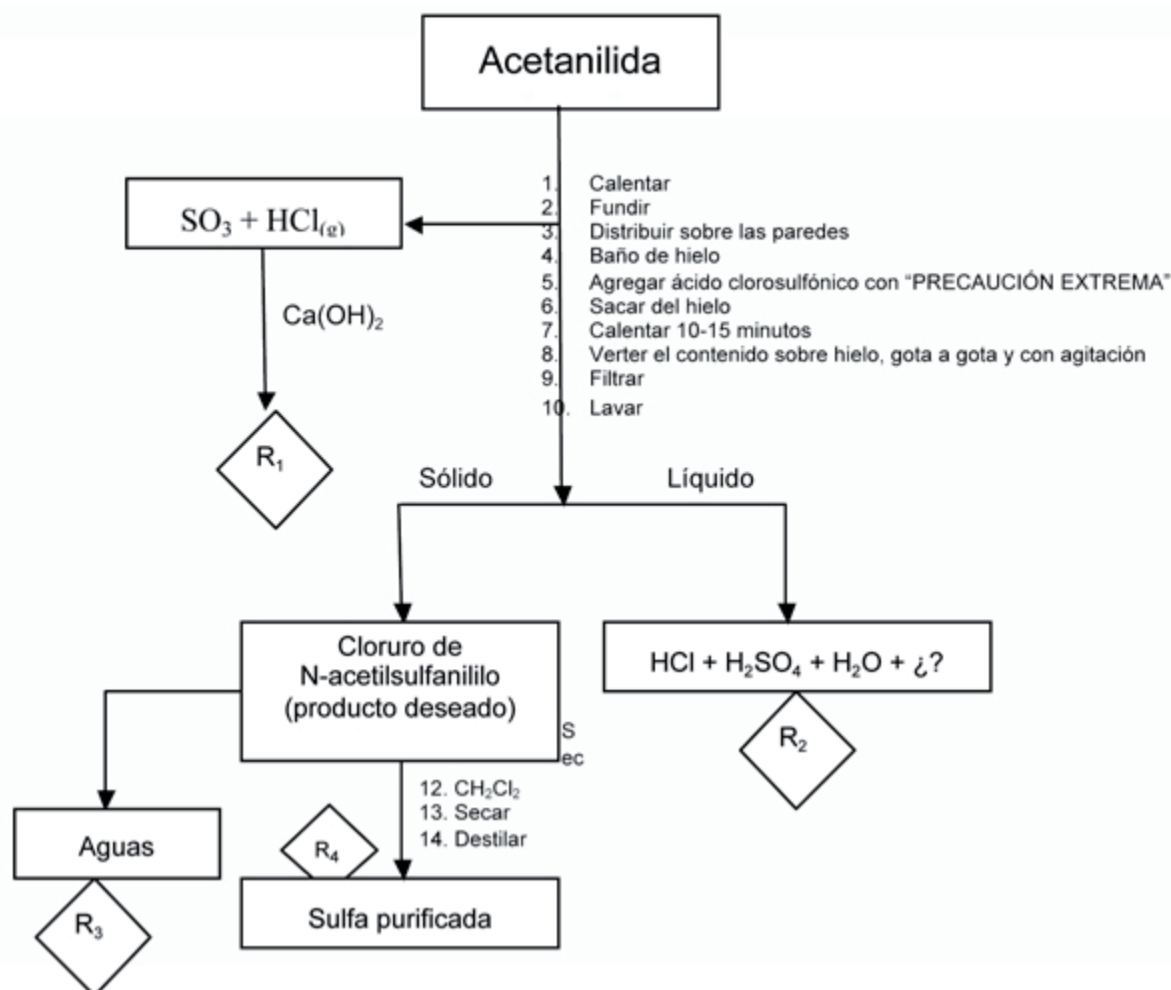 Acetanilida
SO₃ + HCl(g)
Ca(OH)₂
R₁
1. Calentar
2. Fundir
3. Distribuir sobre las paredes
4. Baño de hielo
5. Agregar ácido clorosulfónico con “PRECAUCIÓN EXTREMA”
6. Sacar del hielo
7. Calentar 10-15 minutos
8. Verter el contenido sobre hielo, gota a gota y con agitación
9. Filtrar
10. Lavar
Sólido
Líquido
Cloruro de
N-acetilsulfanililo
(producto deseado)
S
ec
HCl + H₂SO₄ + H₂O + ¿?
R₂
12. CH₂Cl₂
13. Secar
14. Destilar
Aguas
R₃
R₄
Sulfa purificada